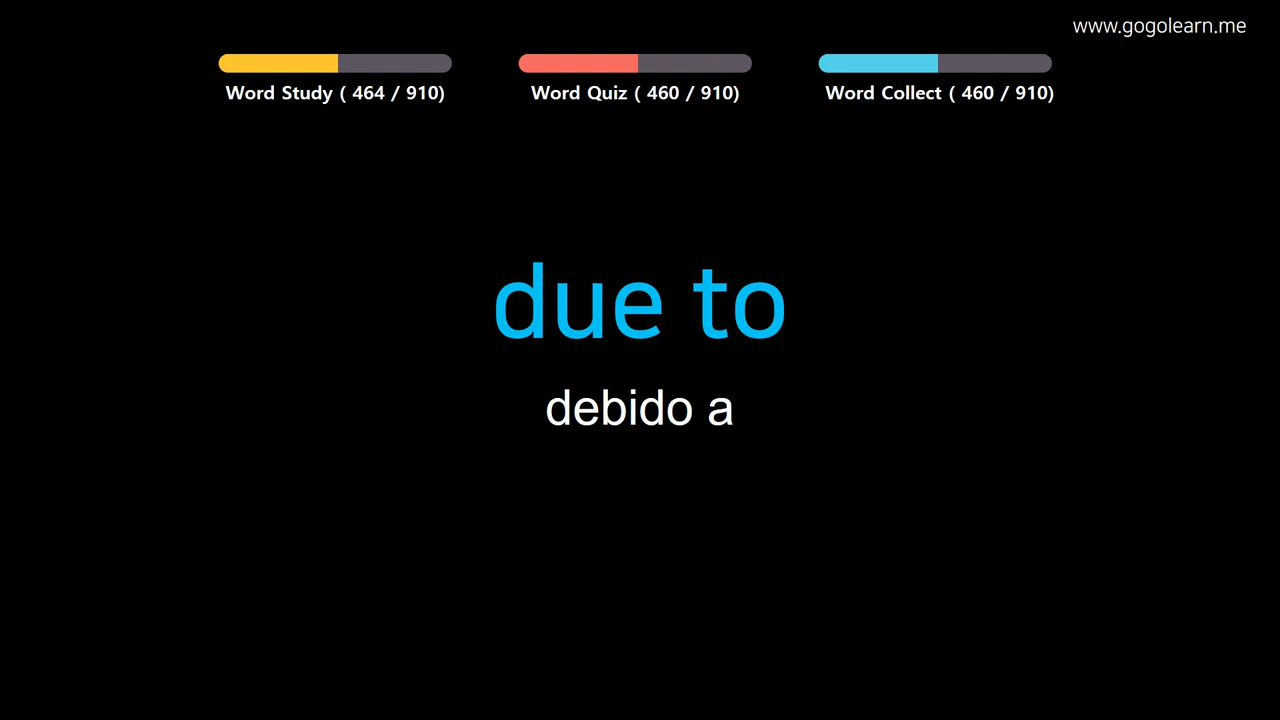 www.gogolearn.me
Word Study ( 464 / 910)
Word Quiz ( 460 / 910)
Word Collect ( 460 / 910)
due to
debido a